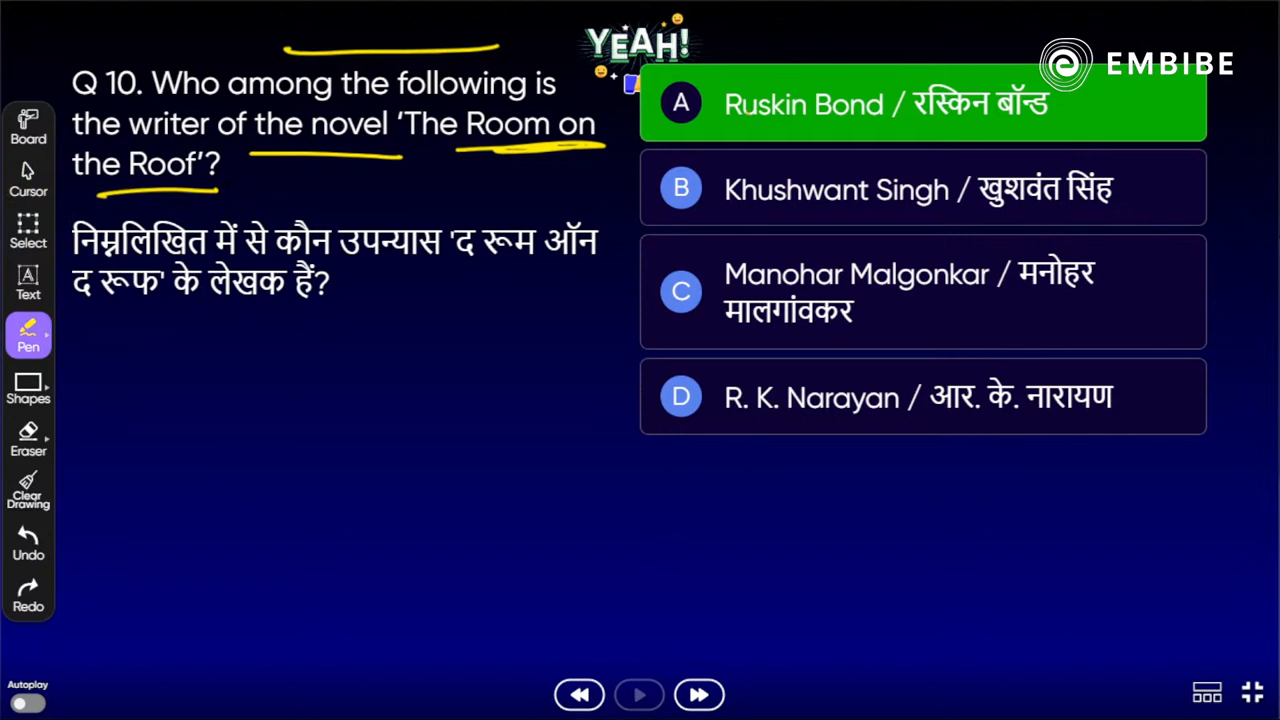 YEAH!
EMBIBE
Q 10. Who among the following is
the writer of the novel ‘The Room on
the Roof’?
निम्नलिखित में से कौन उपन्यास 'द रूम ऑन
द रूफ' के लेखक हैं?
A Ruskin Bond / रस्किन बॉन्ड
B Khushwant Singh / खुशवंत सिंह
C Manohar Malgonkar / मनोहर
मालगांवकर
D R. K. Narayan / आर. के. नारायण
Board
Cursor
Select
A
Text
Pen
Shapes
Eraser
Clear
Drawing
Undo
Redo
Autoplay